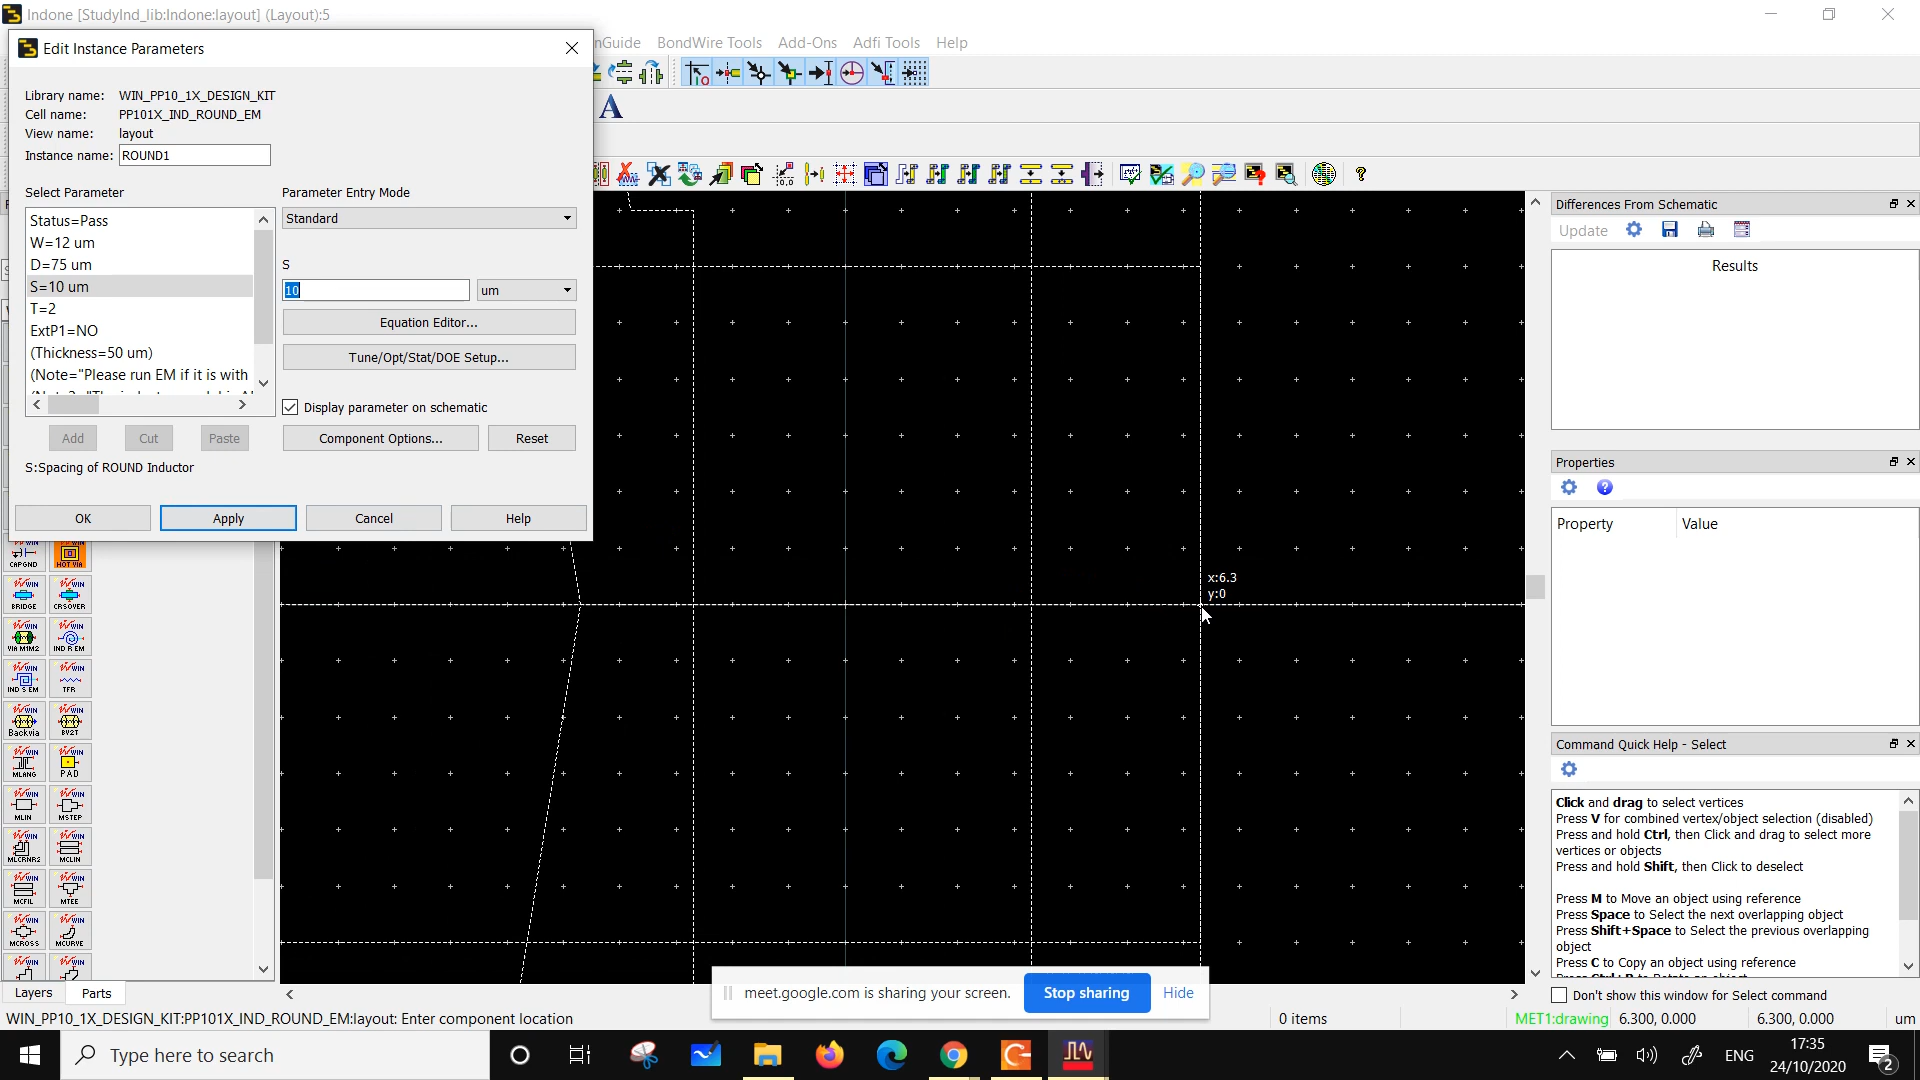 Indone [StudyInd_lib:Indone:layout] (Layout):5
Edit Instance Parameters
nGuide BondWire Tools Add-Ons Adfi Tools Help
Library name: WIN_PP10_1X_DESIGN_KIT
Cell name: PP101X_IND_ROUND_EM
View name: layout
Instance name: ROUND1
Select Parameter
Parameter Entry Mode
Status=Pass
W=12 um
D=75 um
S=10 um
T=2
ExtP1=NO
(Thickness=50 um)
(Note="Please run EM if it is with
Standard
S
10 um
Equation Editor...
Tune/Opt/Stat/DOE Setup...
Display parameter on schematic
Add Cut Paste
Component Options... Reset
S:Spacing of ROUND Inductor
OK Apply Cancel Help
A
?
x:6.3
y:0
Differences From Schematic
Update
Results
Properties
Property Value
Command Quick Help - Select
Click and drag to select vertices
Press V for combined vertex/object selection (disabled)
Press and hold Ctrl, then Click and drag to select more
vertices or objects
Press and hold Shift, then Click to deselect
Press M to Move an object using reference
Press Space to Select the next overlapping object
Press Shift+Space to Select the previous overlapping
object
Press C to Copy an object using reference
Don't show this window for Select command
CAPGND HOT VIA
BRIDGE CRSOVER
VIA M1M2 IND R EM
IND S EM TFR
Backvia BV2T
MLANG PAD
MLIN MSTEP
MLCRNR2 MCLIN
MCFIL MTEE
MCROSS MCURVE
Layers Parts
meet.google.com is sharing your screen. Stop sharing Hide
WIN_PP10_1X_DESIGN_KIT:PP101X_IND_ROUND_EM:layout: Enter component location
0 items
MET1:drawing 6.300, 0.000 6.300, 0.000 um
Type here to search
ENG
17:35
24/10/2020
2